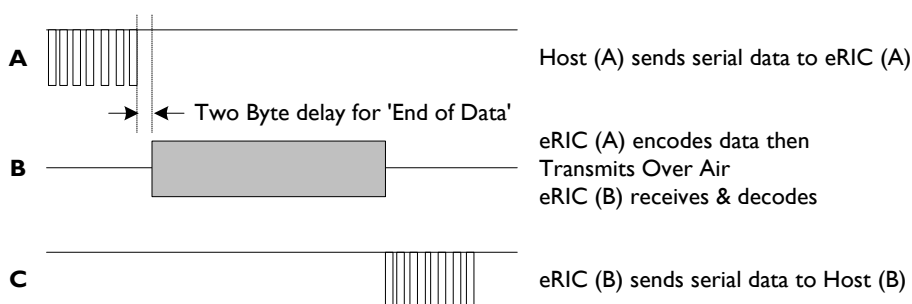 A
Host (A) sends serial data to eRIC (A)
Two Byte delay for 'End of Data'
B
eRIC (A) encodes data then
Transmits Over Air
eRIC (B) receives & decodes
C
eRIC (B) sends serial data to Host (B)